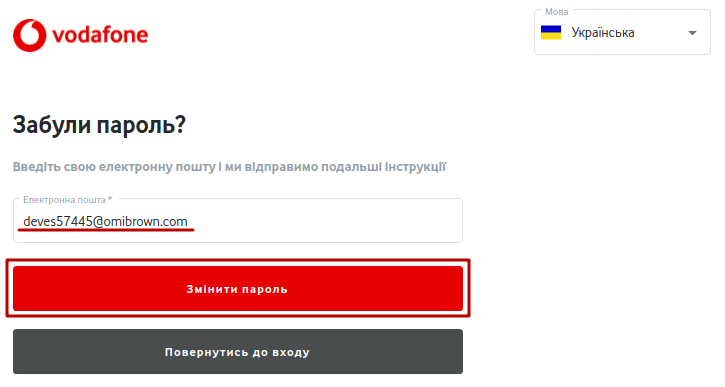 vodafone
Мова
Українська
Забули пароль?
Введіть свою електронну пошту і ми відправимо подальші інструкції
Електронна пошта *
deves57445@omibrown.com
Змінити пароль
Повернутись до входу